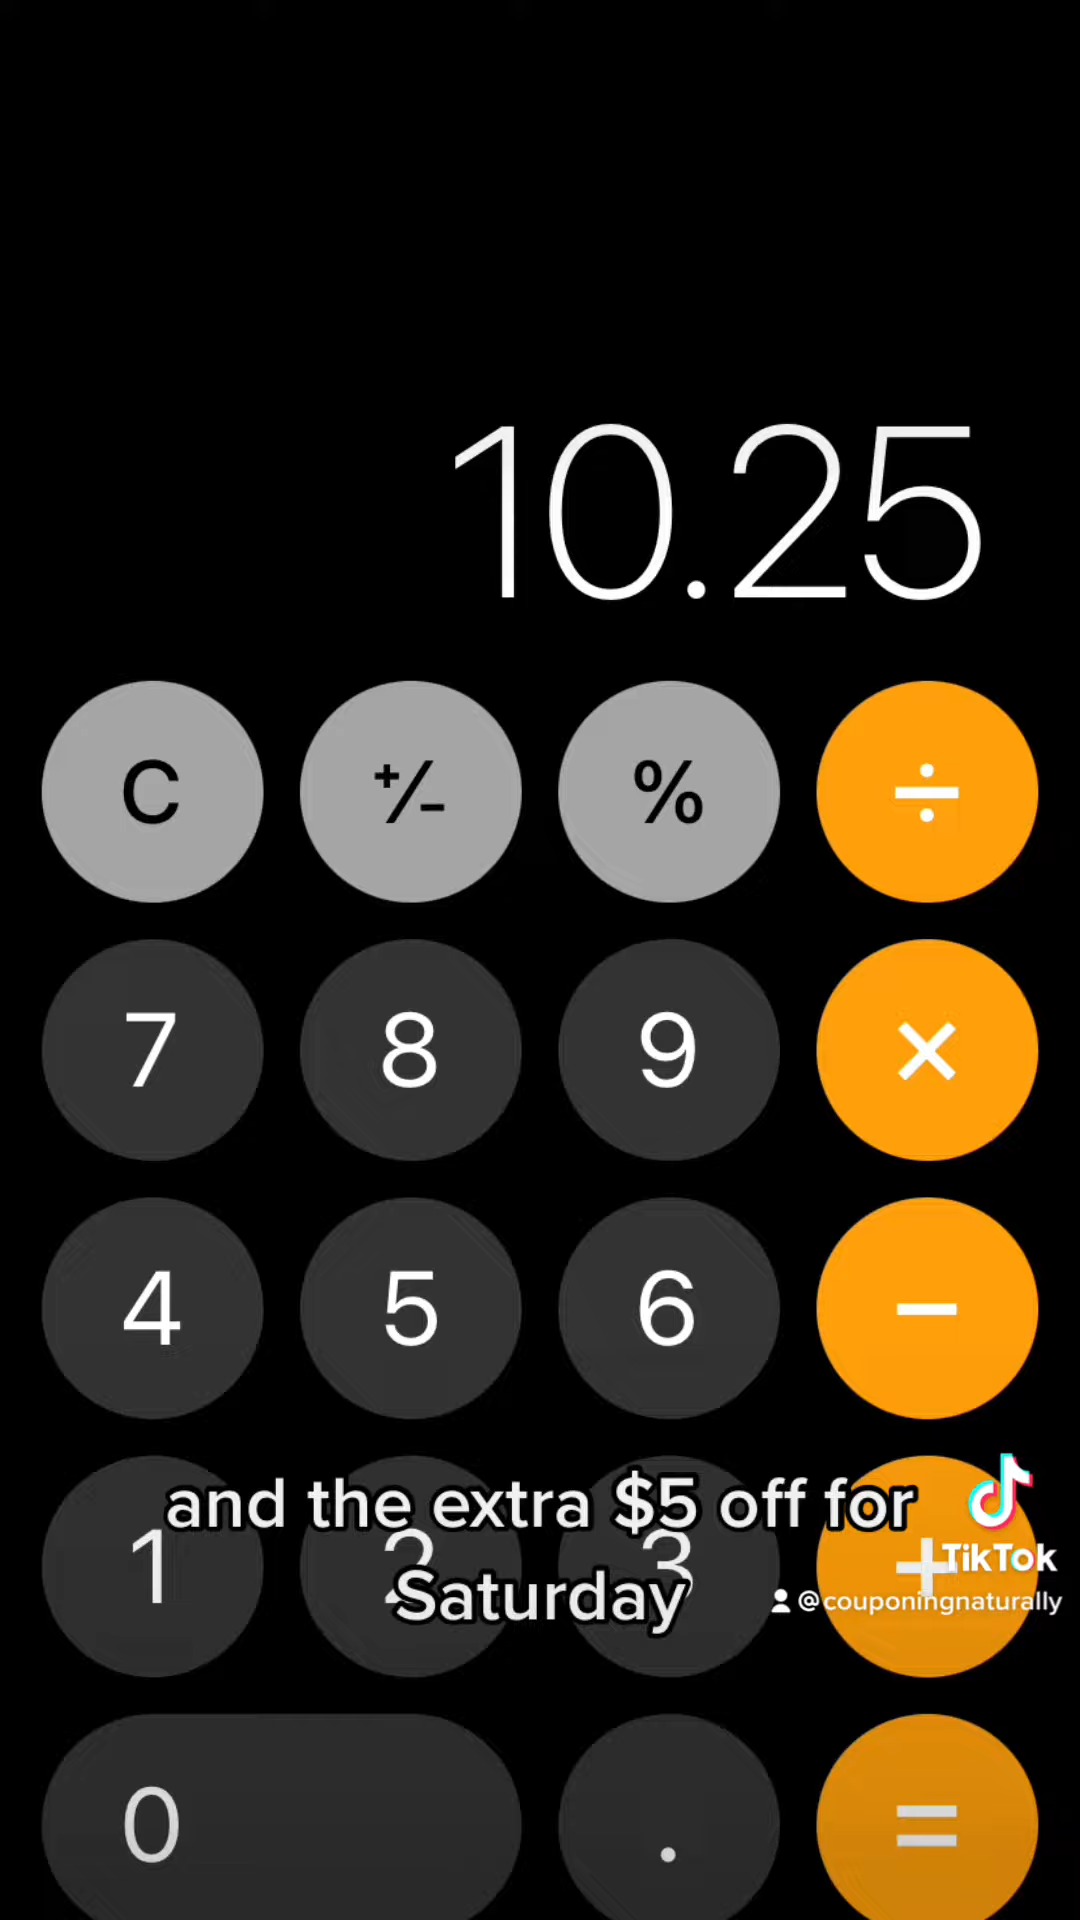 10.25
C +/- % ÷
7 8 9 ×
4 5 6 −
1 2 3 +
and the extra $5 off for
Saturday
TikTok
@couponingnaturally
0 . =